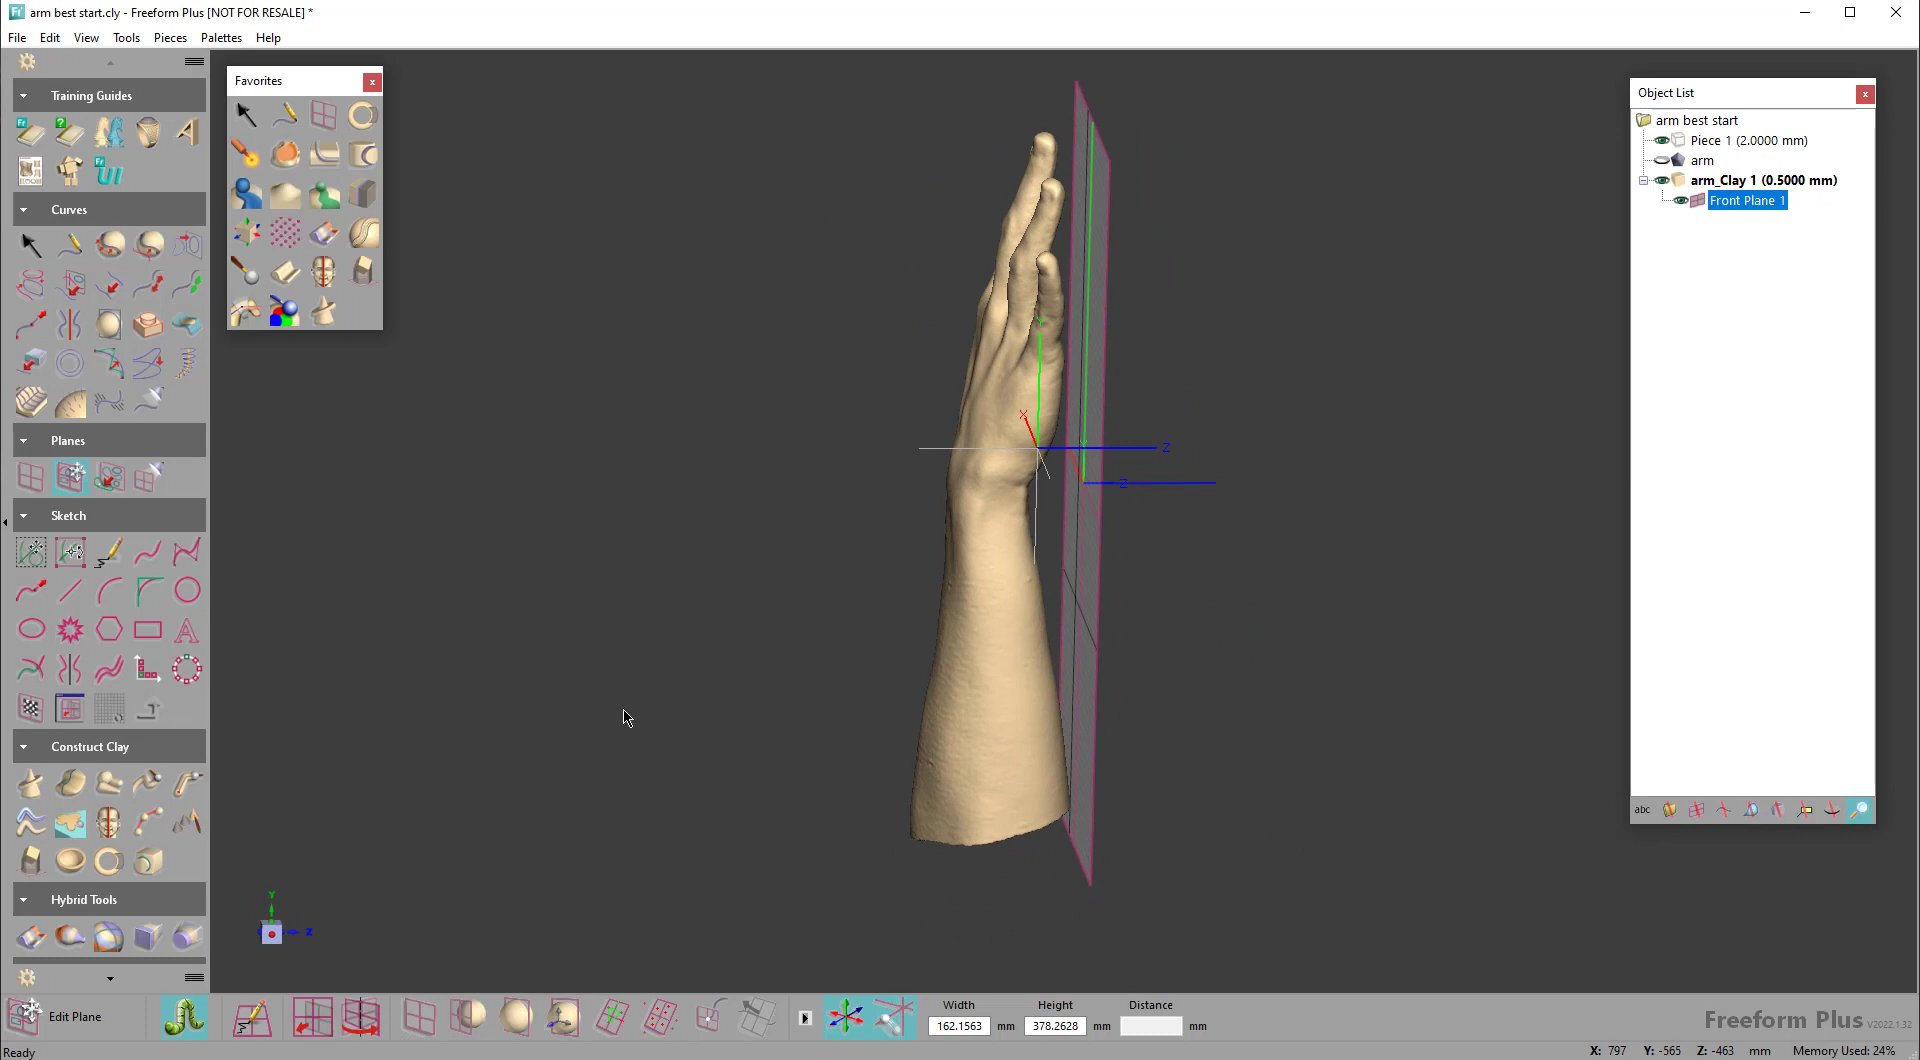 arm best start.cly - Freeform Plus [NOT FOR RESALE] *
File Edit View Tools Pieces Palettes Help
Training Guides
Curves
Planes
Sketch
Construct Clay
Hybrid Tools
Favorites
Object List
arm best start
Piece 1 (2.0000 mm)
arm
arm_Clay 1 (0.5000 mm)
Front Plane 1
abc
Y
X
Z
Y
Z
Y
Z
Edit Plane
Width
162.1563 mm
Height
378.2628 mm
Distance
mm
Freeform Plus V2022.1.32
Ready
X: 797 Y: -565 Z: -463 mm Memory Used: 24%